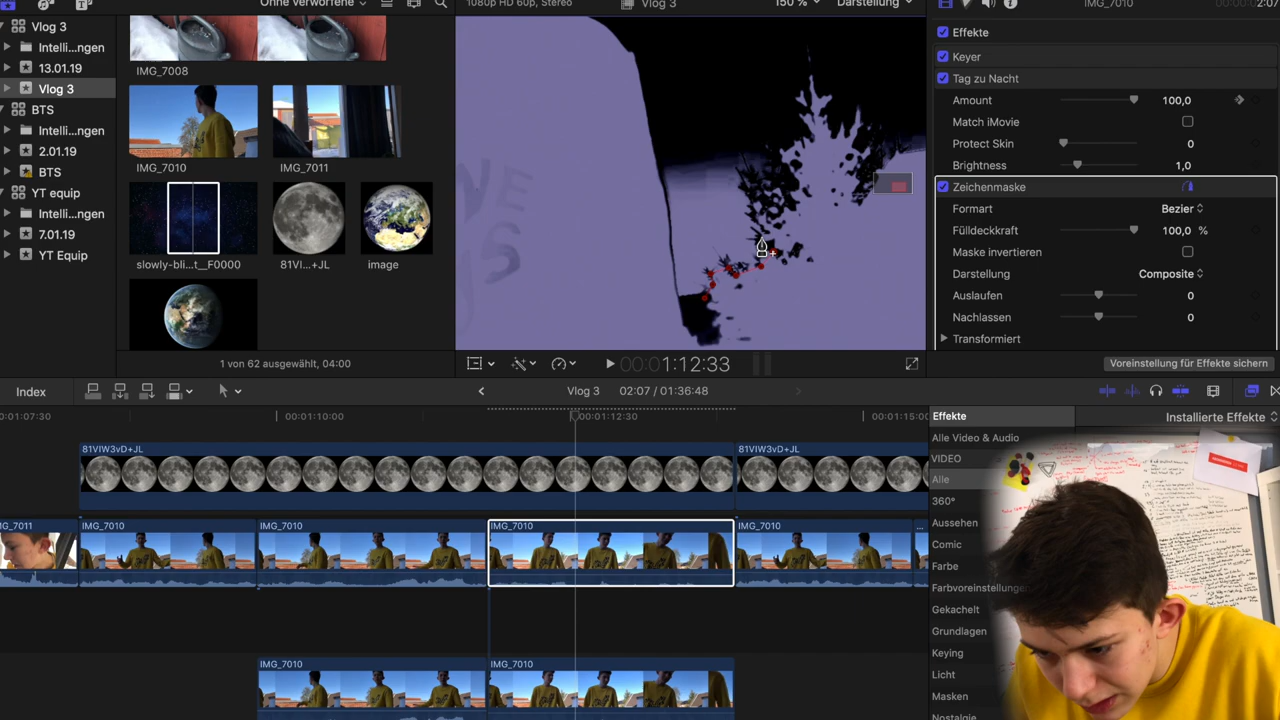 Ohne Verworfene
1080p HD 60p, Stereo
Vlog 3
150 %
Darstellung
IMG_7010
2:07
Vlog 3
Intelli...ngen
13.01.19
Vlog 3
BTS
Intelli...ngen
2.01.19
BTS
YT equip
Intelli...ngen
7.01.19
YT Equip
IMG_7008
IMG_7010
IMG_7011
slowly-bli...t__F0000
81VI...+JL
image
1 von 62 ausgewählt, 04:00
00:00:1:12:33
Effekte
Keyer
Tag zu Nacht
Amount
100,0
Match iMovie
Protect Skin
0
Brightness
1,0
Zeichenmaske
Formart
Bezier
Fülldeckkraft
100,0 %
Maske invertieren
Darstellung
Composite
Auslaufen
0
Nachlassen
0
Transformiert
Voreinstellung für Effekte sichern
Index
Vlog 3
02:07 / 01:36:48
0:01:07:30
00:01:10:00
00:01:12:30
00:01:15:00
81VIW3vD+JL
81VIW3vD+JL
MG_7011
IMG_7010
IMG_7010
IMG_7010
IMG_7010
...
IMG_7010
IMG_7010
Effekte
Installierte Effekte
Alle Video & Audio
VIDEO
Alle
360°
Aussehen
Comic
Farbe
Farbvoreinstellungen
Gekachelt
Grundlagen
Keying
Licht
Masken
Nostalgie